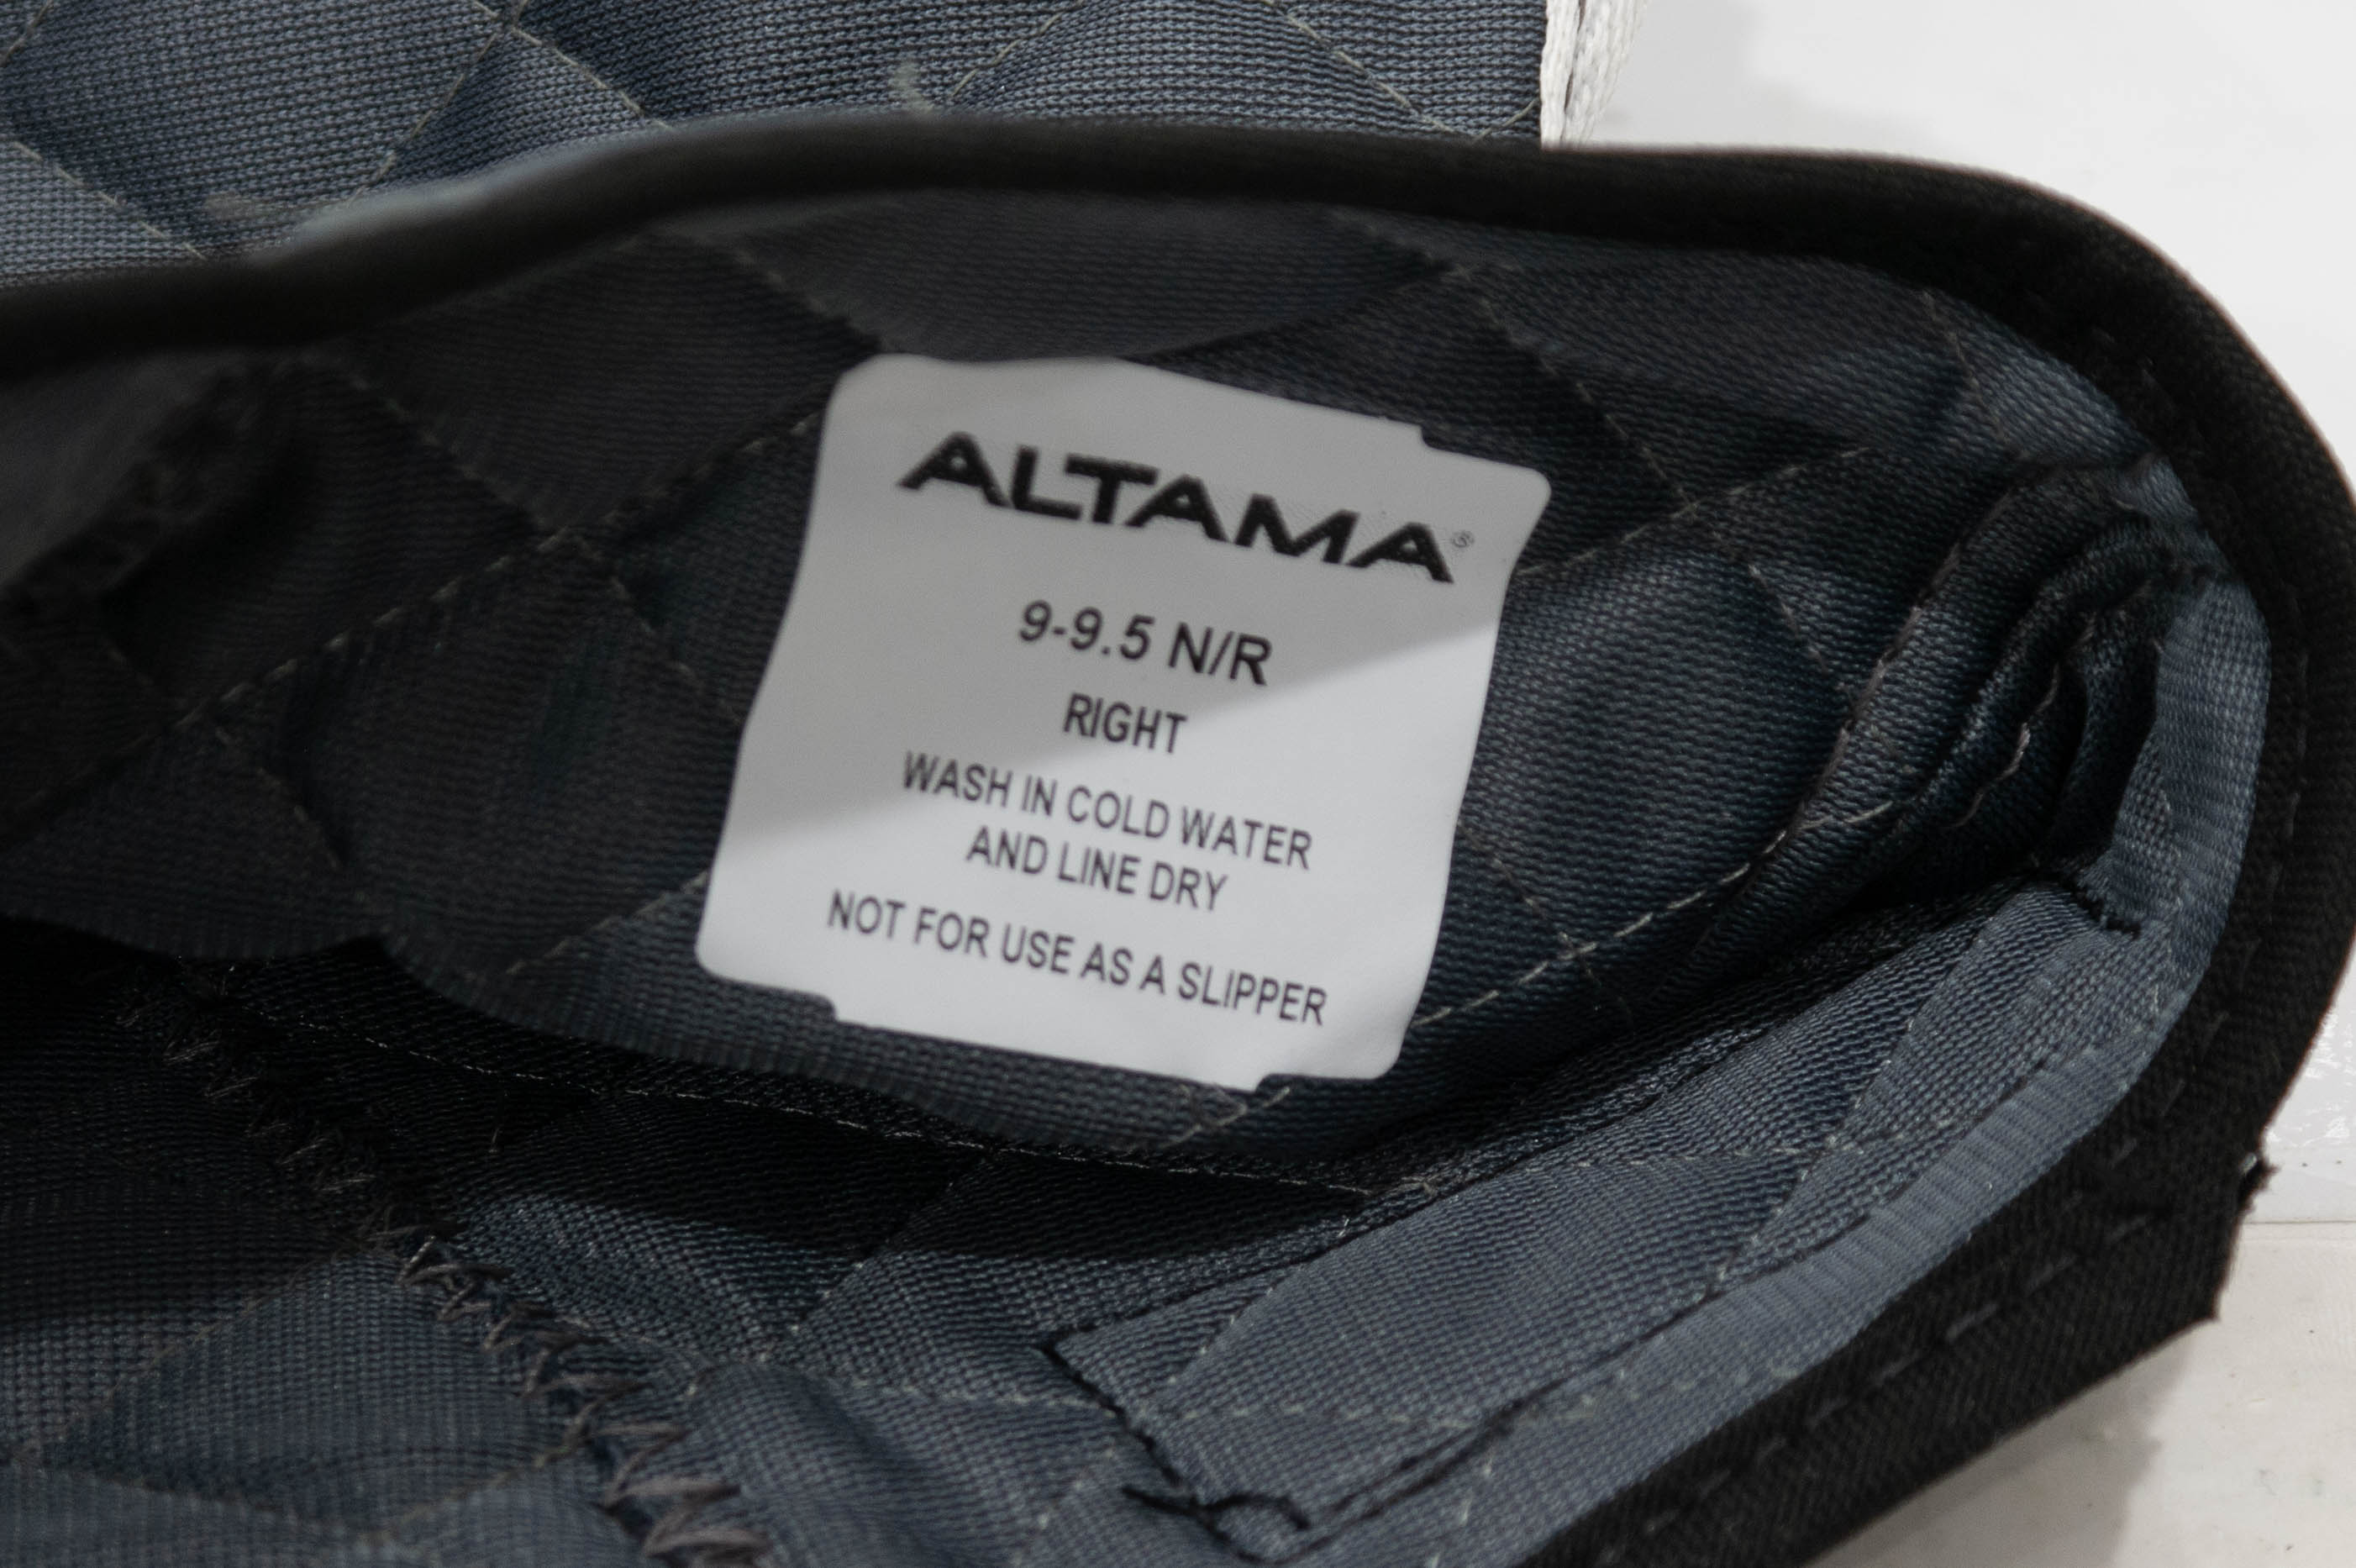 ALTAMA®
9-9.5 N/R
RIGHT
WASH IN COLD WATER
AND LINE DRY
NOT FOR USE AS A SLIPPER